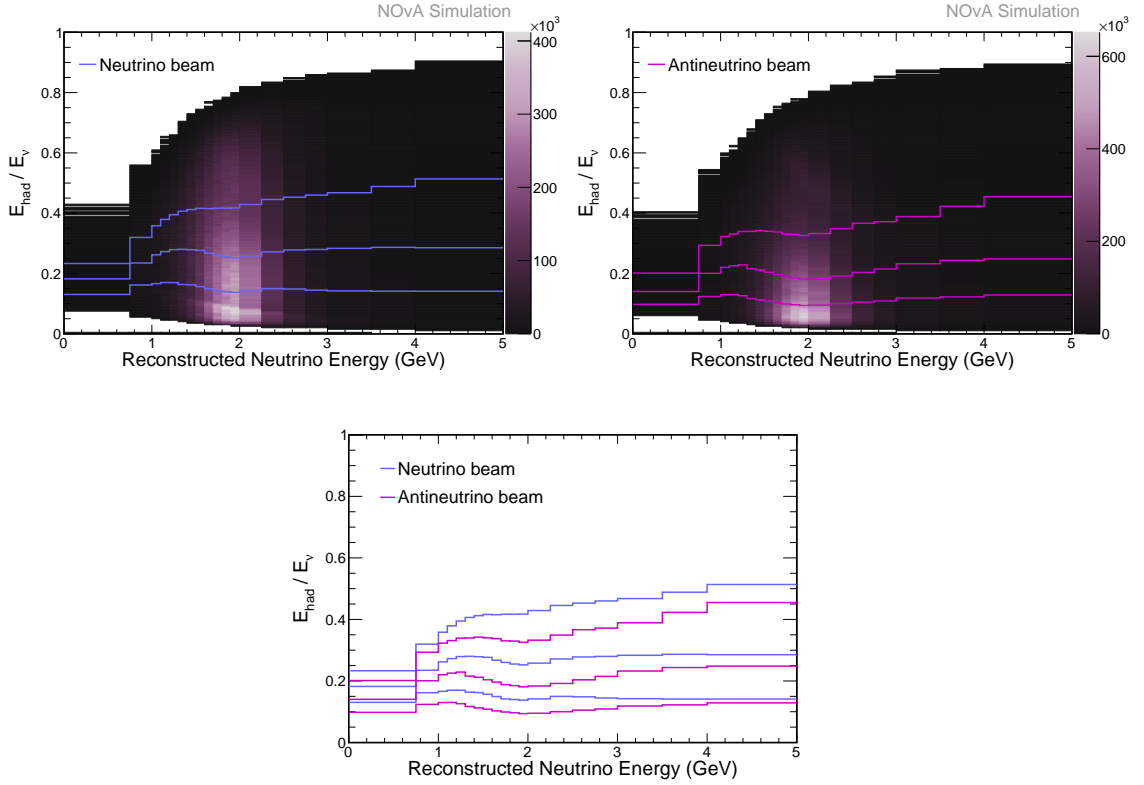 NOvA Simulation
×10³
Neutrino beam
E_had / E_ν
1
0.8
0.6
0.4
0.2
0
400
300
200
100
0
0 1 2 3 4 5
Reconstructed Neutrino Energy (GeV)
NOvA Simulation
×10³
Antineutrino beam
E_had / E_ν
1
0.8
0.6
0.4
0.2
0
600
400
200
0
0 1 2 3 4 5
Reconstructed Neutrino Energy (GeV)
Neutrino beam
Antineutrino beam
E_had / E_ν
1
0.8
0.6
0.4
0.2
0
0 1 2 3 4 5
Reconstructed Neutrino Energy (GeV)